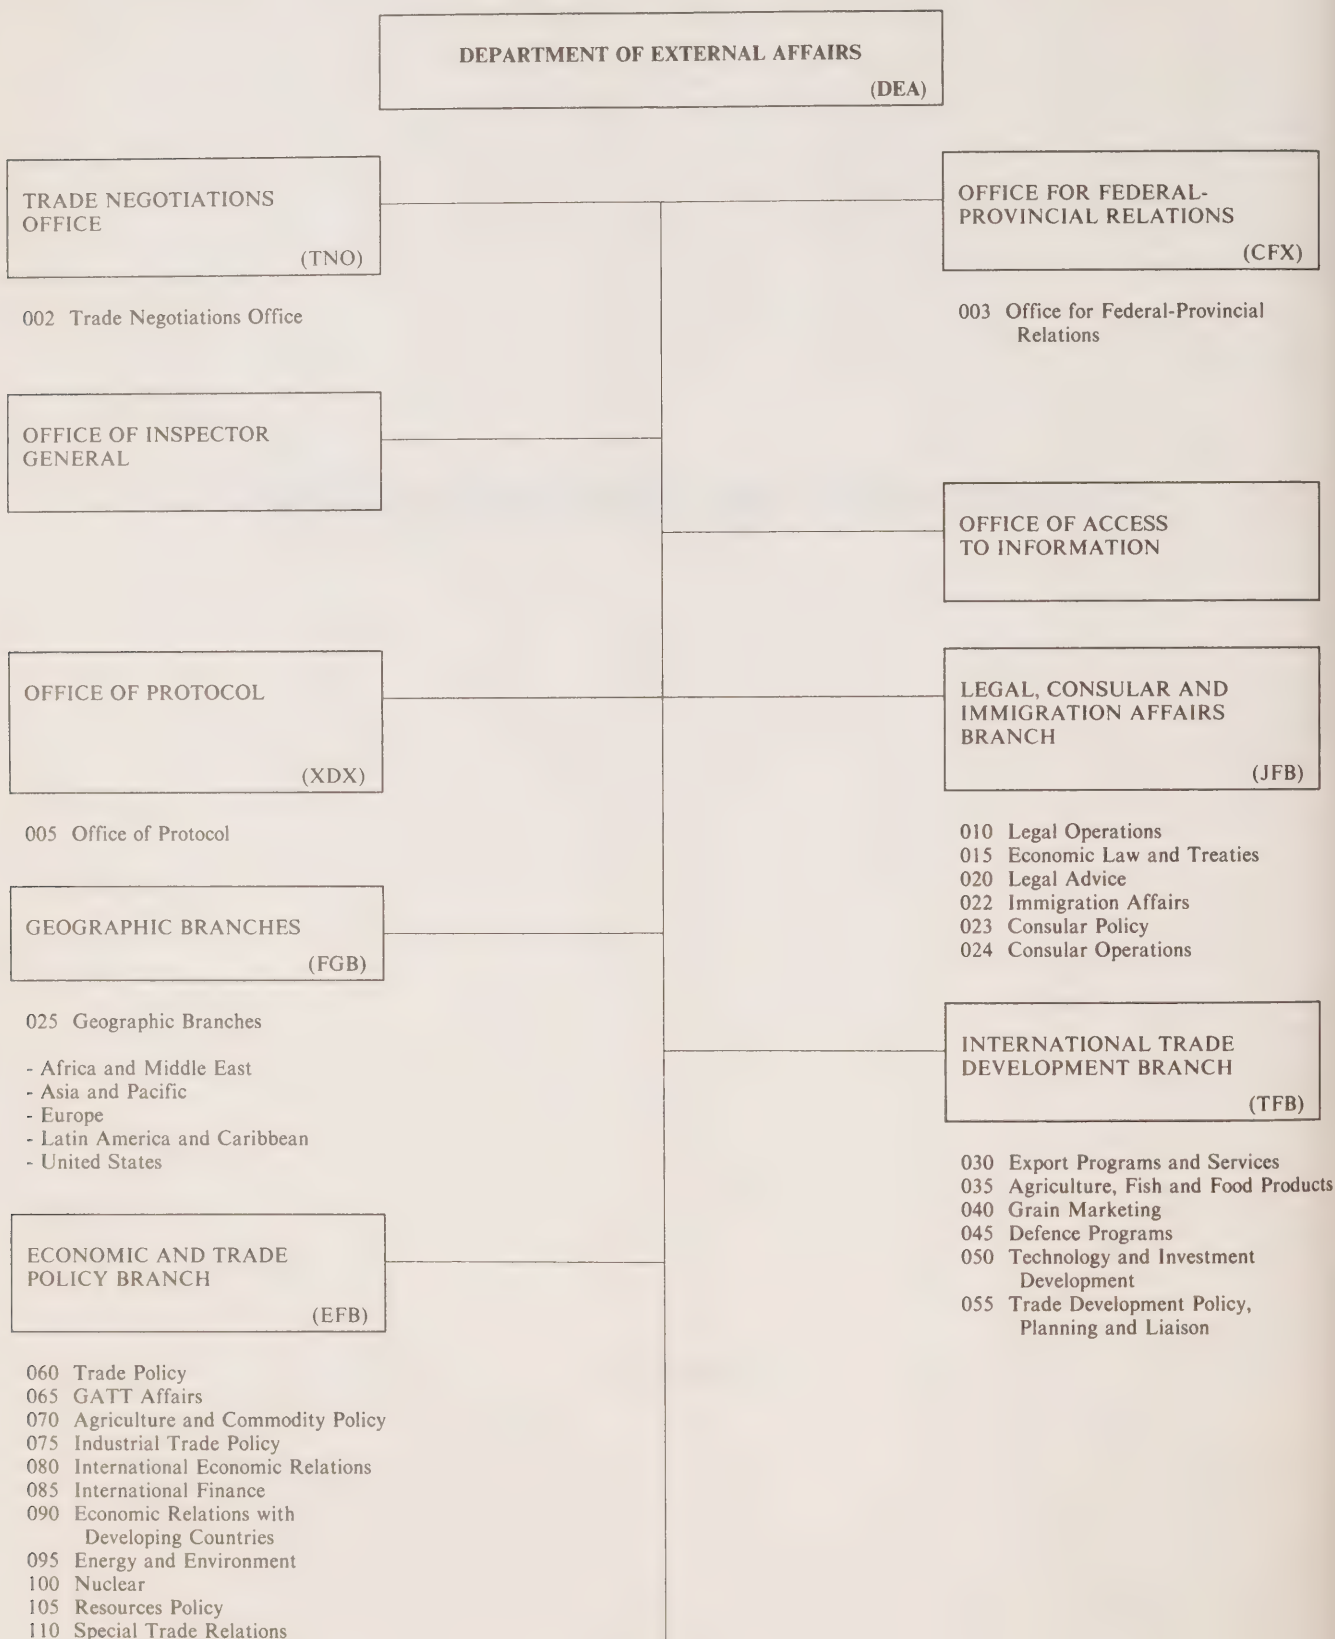 DEPARTMENT OF EXTERNAL AFFAIRS
(DEA)
TRADE NEGOTIATIONS
OFFICE
(TNO)
002 Trade Negotiations Office
OFFICE FOR FEDERAL-
PROVINCIAL RELATIONS
(CFX)
003 Office for Federal-Provincial
Relations
OFFICE OF INSPECTOR
GENERAL
OFFICE OF ACCESS
TO INFORMATION
OFFICE OF PROTOCOL
(XDX)
005 Office of Protocol
LEGAL, CONSULAR AND
IMMIGRATION AFFAIRS
BRANCH
(JFB)
010 Legal Operations
015 Economic Law and Treaties
020 Legal Advice
022 Immigration Affairs
023 Consular Policy
024 Consular Operations
GEOGRAPHIC BRANCHES
(FGB)
025 Geographic Branches
- Africa and Middle East
- Asia and Pacific
- Europe
- Latin America and Caribbean
- United States
INTERNATIONAL TRADE
DEVELOPMENT BRANCH
(TFB)
030 Export Programs and Services
035 Agriculture, Fish and Food Products
040 Grain Marketing
045 Defence Programs
050 Technology and Investment
Development
055 Trade Development Policy,
Planning and Liaison
ECONOMIC AND TRADE
POLICY BRANCH
(EFB)
060 Trade Policy
065 GATT Affairs
070 Agriculture and Commodity Policy
075 Industrial Trade Policy
080 International Economic Relations
085 International Finance
090 Economic Relations with
Developing Countries
095 Energy and Environment
100 Nuclear
105 Resources Policy
110 Special Trade Relations